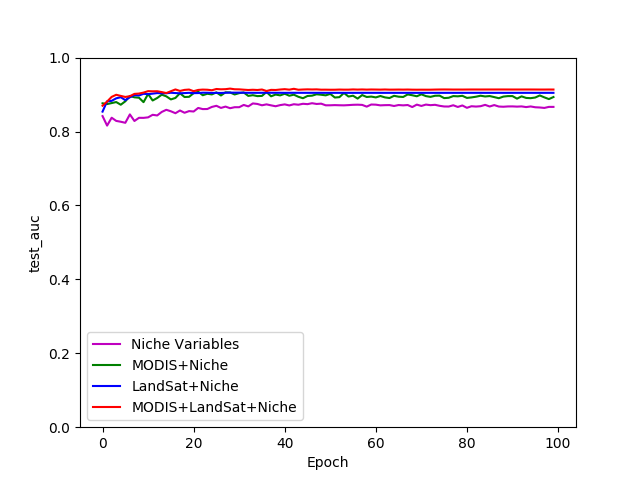 1.0
0.8
0.6
0.4
0.2
0.0
test_auc
Niche Variables
MODIS+Niche
LandSat+Niche
MODIS+LandSat+Niche
0 20 40 60 80 100
Epoch